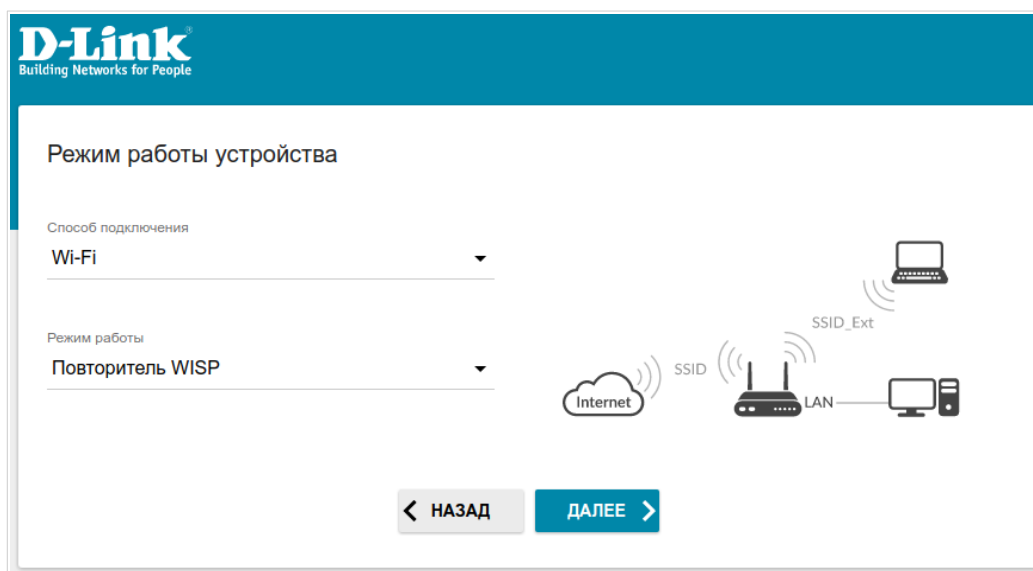 D-Link®
Building Networks for People
Режим работы устройства
Способ подключения
Wi-Fi
Режим работы
Повторитель WISP
SSID_Ext
SSID
Internet
LAN
НАЗАД
ДАЛЕЕ